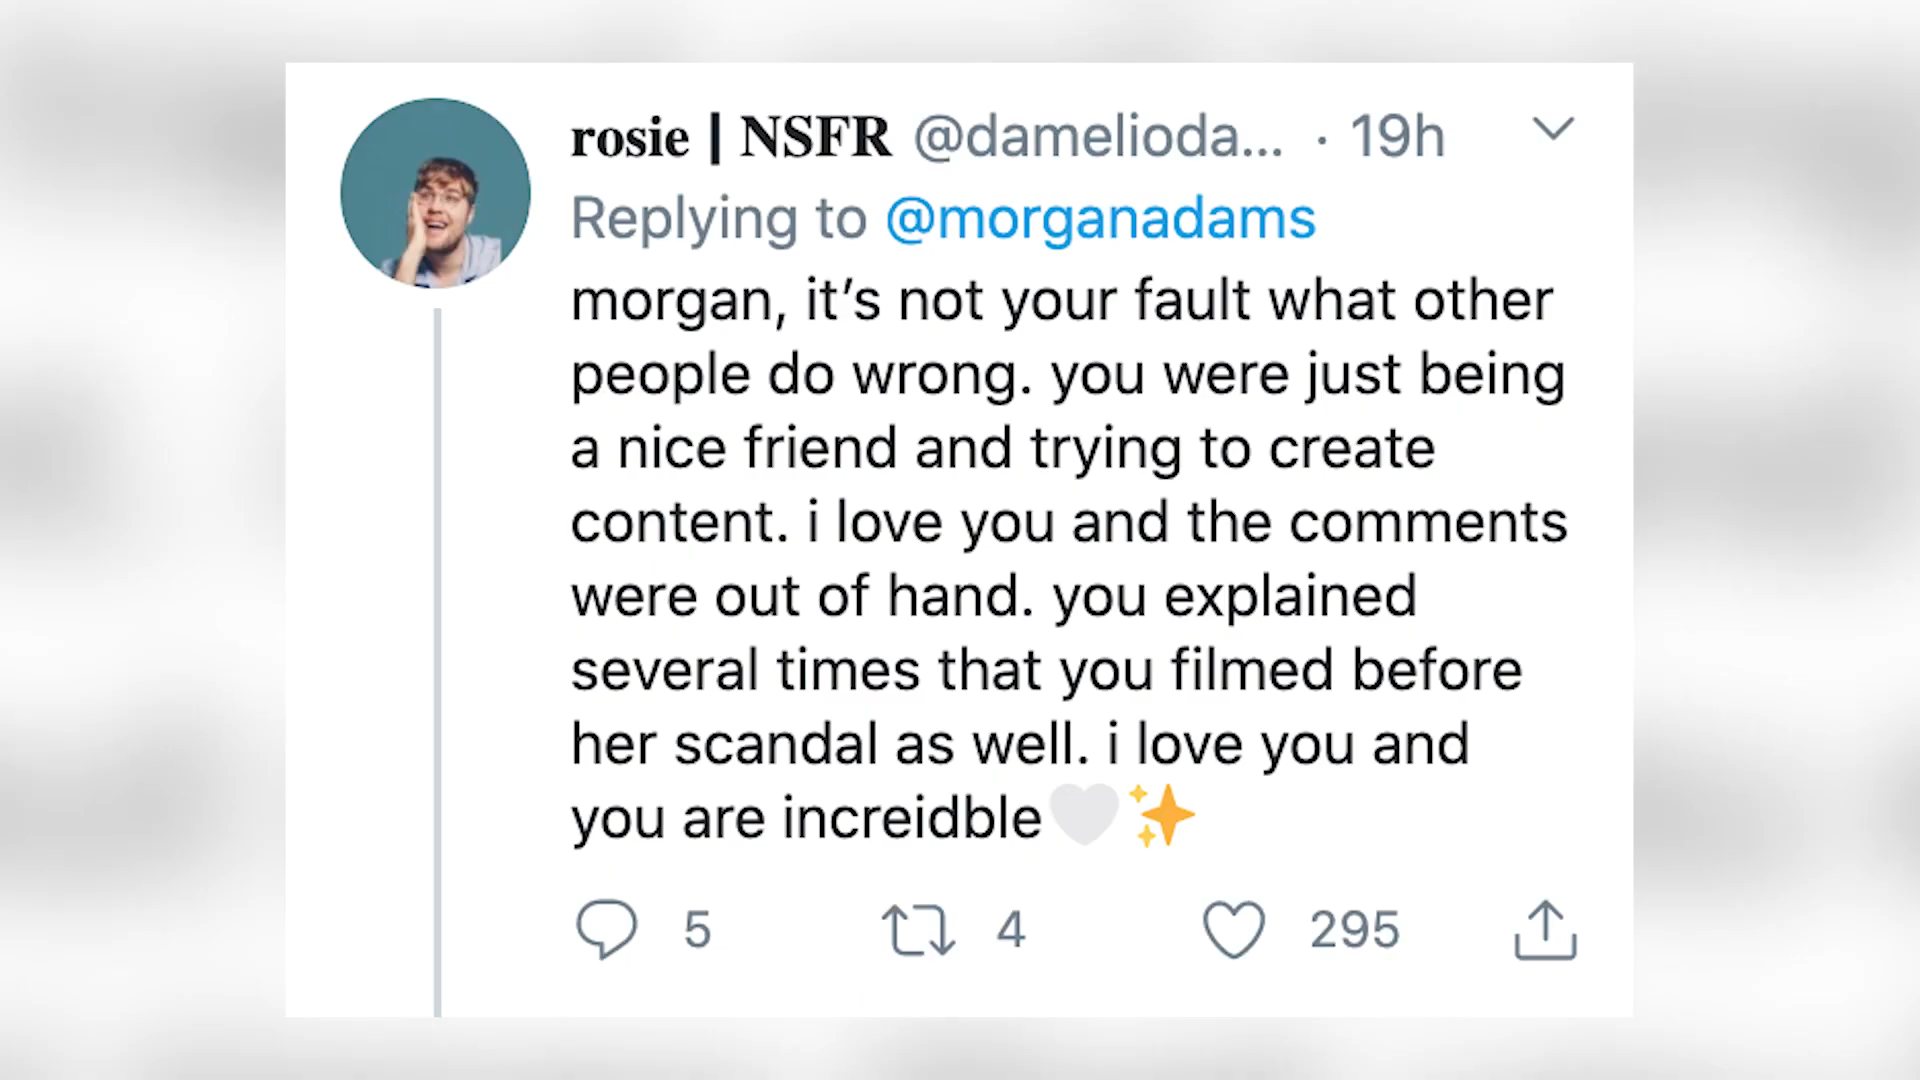 rosie | NSFR @damelioda... · 19h
Replying to @morganadams
morgan, it’s not your fault what other
people do wrong. you were just being
a nice friend and trying to create
content. i love you and the comments
were out of hand. you explained
several times that you filmed before
her scandal as well. i love you and
you are increidble🤍✨
5 4 295